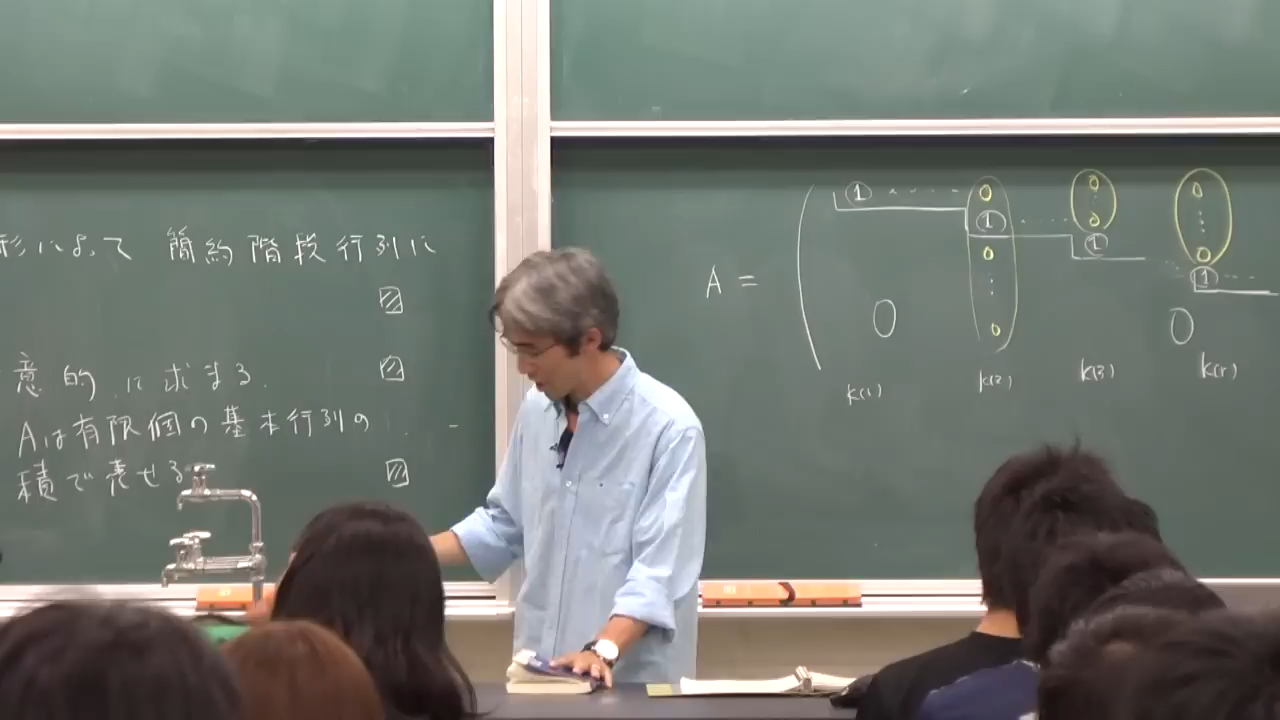 形によって 簡約階段行列に
意的に求まる.
Aは有限個の基本行列の
積で表せる
1 ..... 0
1 ..... 0
0 0 1
⋮ ⋮ 0
0 1 ....
A =
0 0 0
k(1) k(2) k(3) k(r)